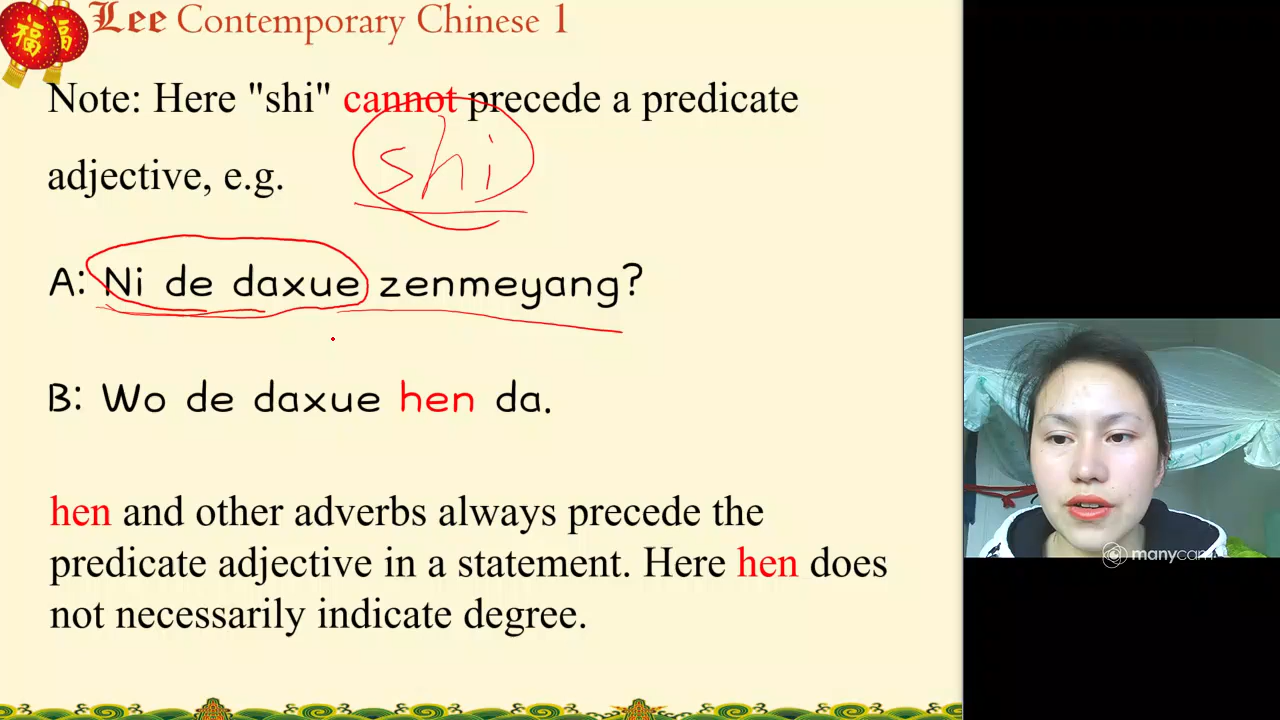 福 福
Lee Contemporary Chinese 1
Note: Here "shi" cannot precede a predicate
shi
adjective, e.g.
A: Ni de daxue zenmeyang?
B: Wo de daxue hen da.
hen and other adverbs always precede the
predicate adjective in a statement. Here hen does
not necessarily indicate degree.
manycam